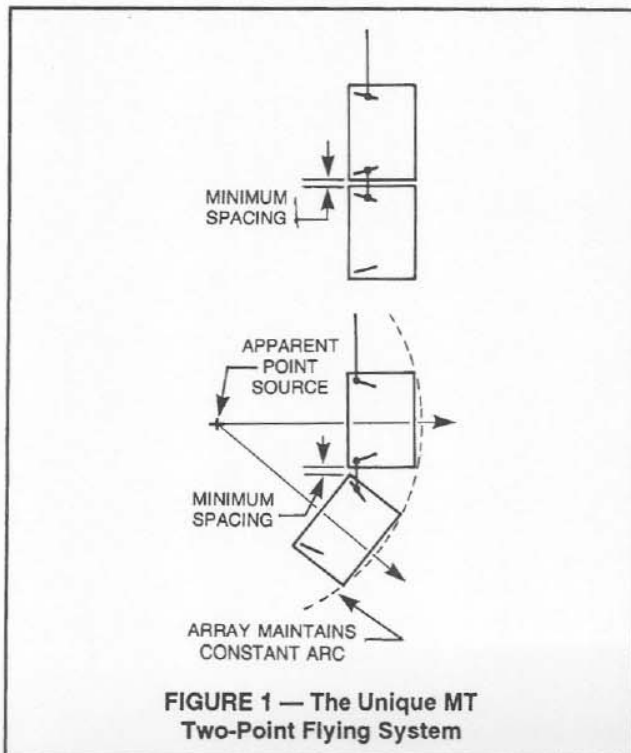 MINIMUM
SPACING
APPARENT
POINT
SOURCE
MINIMUM
SPACING
ARRAY MAINTAINS
CONSTANT ARC
FIGURE 1 — The Unique MT
Two-Point Flying System